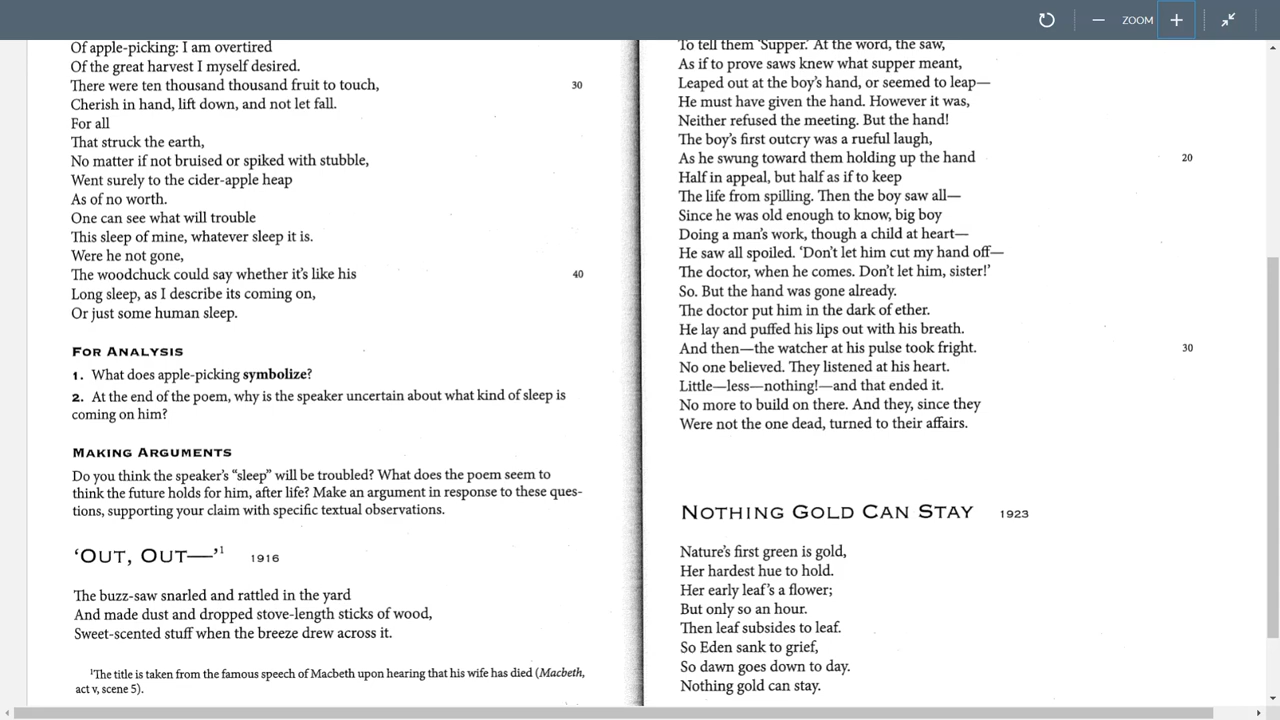 ZOOM
Of apple-picking: I am overtired
Of the great harvest I myself desired.
There were ten thousand thousand fruit to touch, 30
Cherish in hand, lift down, and not let fall.
For all
That struck the earth,
No matter if not bruised or spiked with stubble,
Went surely to the cider-apple heap
As of no worth.
One can see what will trouble
This sleep of mine, whatever sleep it is.
Were he not gone,
The woodchuck could say whether it's like his 40
Long sleep, as I describe its coming on,
Or just some human sleep.
FOR ANALYSIS
1. What does apple-picking symbolize?
2. At the end of the poem, why is the speaker uncertain about what kind of sleep is
coming on him?
MAKING ARGUMENTS
Do you think the speaker's “sleep” will be troubled? What does the poem seem to
think the future holds for him, after life? Make an argument in response to these ques-
tions, supporting your claim with specific textual observations.
‘OUT, OUT—’1 1916
The buzz-saw snarled and rattled in the yard
And made dust and dropped stove-length sticks of wood,
Sweet-scented stuff when the breeze drew across it.
1The title is taken from the famous speech of Macbeth upon hearing that his wife has died (Macbeth,
act v, scene 5).
To tell them ‘Supper.’ At the word, the saw,
As if to prove saws knew what supper meant,
Leaped out at the boy's hand, or seemed to leap—
He must have given the hand. However it was,
Neither refused the meeting. But the hand!
The boy's first outcry was a rueful laugh,
As he swung toward them holding up the hand 20
Half in appeal, but half as if to keep
The life from spilling. Then the boy saw all—
Since he was old enough to know, big boy
Doing a man's work, though a child at heart—
He saw all spoiled. ‘Don't let him cut my hand off—
The doctor, when he comes. Don't let him, sister!’
So. But the hand was gone already.
The doctor put him in the dark of ether.
He lay and puffed his lips out with his breath.
And then—the watcher at his pulse took fright. 30
No one believed. They listened at his heart.
Little—less—nothing!—and that ended it.
No more to build on there. And they, since they
Were not the one dead, turned to their affairs.
NOTHING GOLD CAN STAY 1923
Nature's first green is gold,
Her hardest hue to hold.
Her early leaf's a flower;
But only so an hour.
Then leaf subsides to leaf.
So Eden sank to grief,
So dawn goes down to day.
Nothing gold can stay.